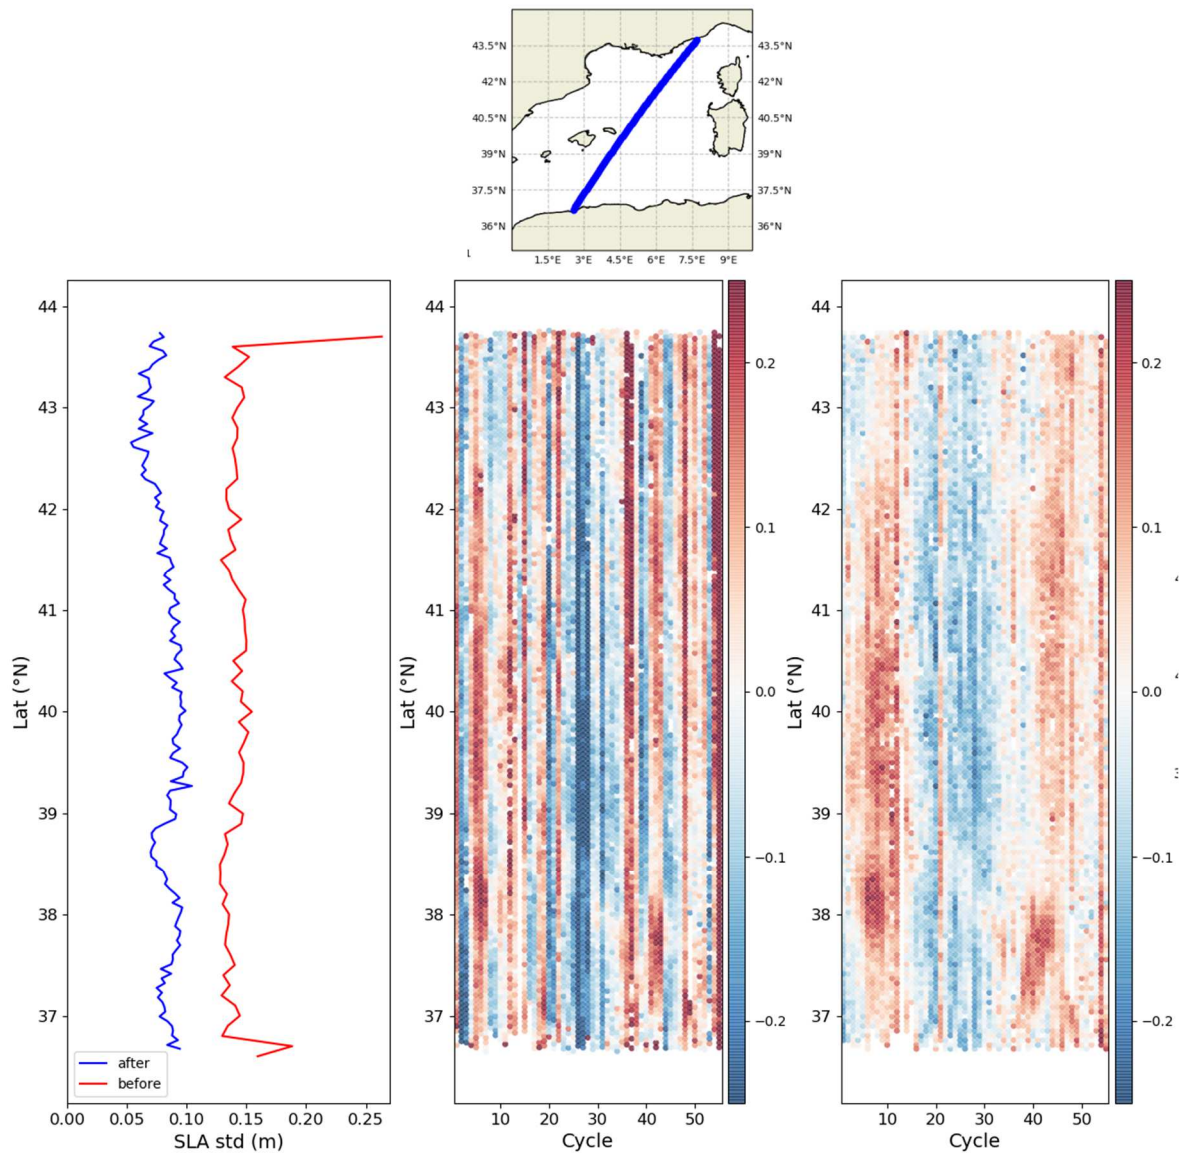 43.5°N 43.5°N
42°N 42°N
40.5°N 40.5°N
39°N 39°N
37.5°N 37.5°N
36°N 36°N
1.5°E 3°E 4.5°E 6°E 7.5°E 9°E
44
43
42
41
40
39
38
37
Lat (°N)
after
before
0.00 0.05 0.10 0.15 0.20 0.25
SLA std (m)
44
43
42
41
40
39
38
37
Lat (°N)
10 20 30 40 50
Cycle
0.2
0.1
0.0
−0.1
−0.2
44
43
42
41
40
39
38
37
Lat (°N)
10 20 30 40 50
Cycle
0.2
0.1
0.0
−0.1
−0.2